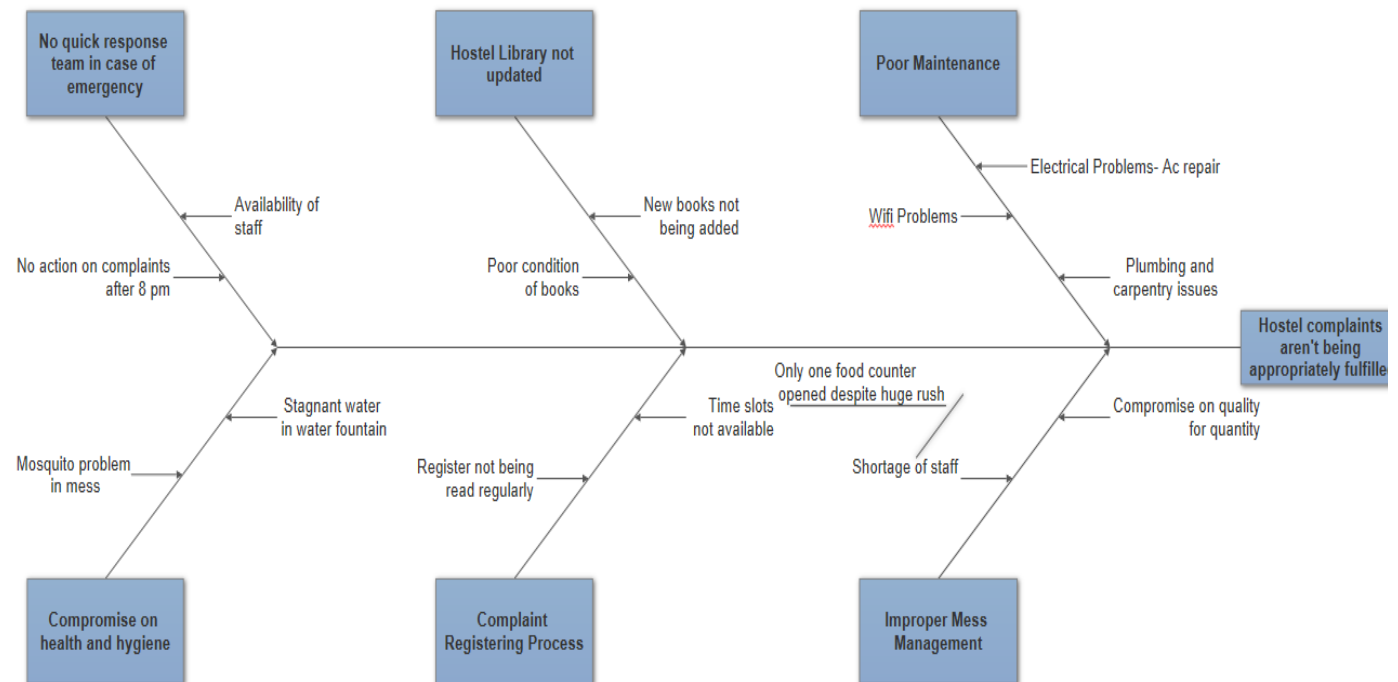 No quick response
team in case of
emergency
Hostel Library not
updated
Poor Maintenance
Electrical Problems- Ac repair
Availability of
staff
New books not
being added
Wifi Problems
No action on complaints
after 8 pm
Poor condition
of books
Plumbing and
carpentry issues
Hostel complaints
aren't being
appropriately fulfille
Only one food counter
opened despite huge rush
Stagnant water
in water fountain
Time slots
not available
Compromise on quality
for quantity
Mosquito problem
in mess
Register not being
read regularly
Shortage of staff
Compromise on
health and hygiene
Complaint
Registering Process
Improper Mess
Management